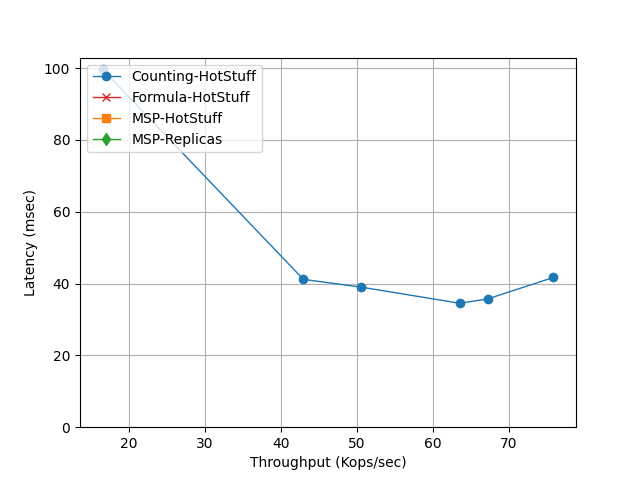 Counting-HotStuff
Formula-HotStuff
MSP-HotStuff
MSP-Replicas
100
80
60
40
20
0
Latency (msec)
20 30 40 50 60 70
Throughput (Kops/sec)